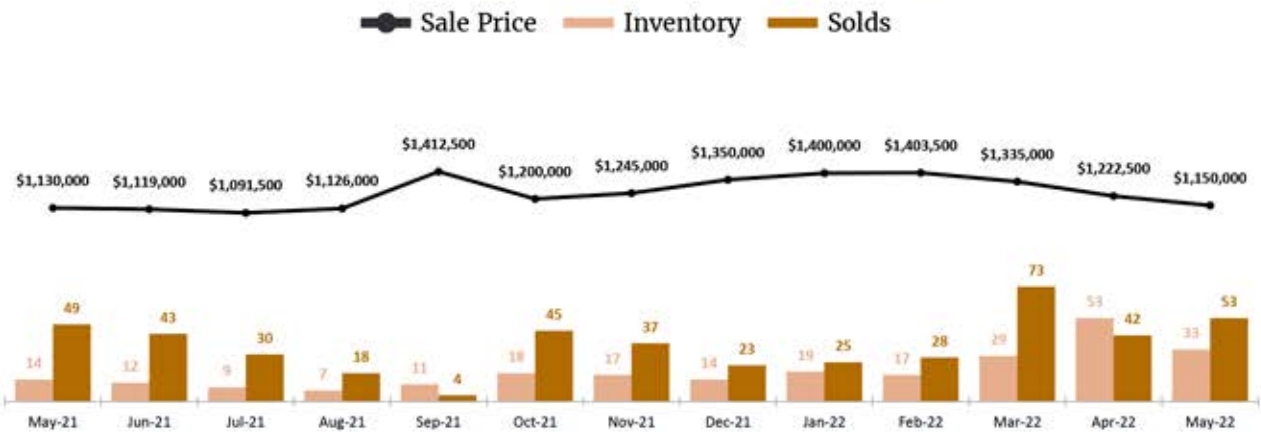 Sale Price Inventory Solds
$1,130,000 $1,119,000 $1,091,500 $1,126,000 $1,412,500 $1,200,000 $1,245,000 $1,350,000 $1,400,000 $1,403,500 $1,335,000 $1,222,500 $1,150,000
14 49 12 43 9 30 7 18 11 4 18 45 17 37 14 23 19 25 17 28 29 73 53 42 33 53
May-21 Jun-21 Jul-21 Aug-21 Sep-21 Oct-21 Nov-21 Dec-21 Jan-22 Feb-22 Mar-22 Apr-22 May-22